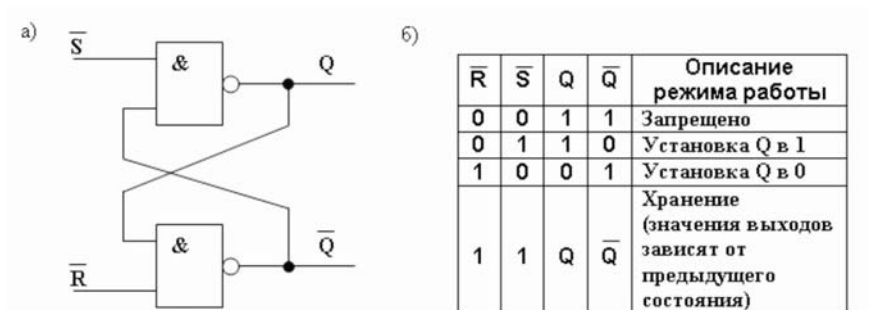 а)
S̅
&
Q
&
Q̅
R̅
б)
R̅ S̅ Q Q̅ Описание
режима работы
0 0 1 1 Запрещено
0 1 1 0 Установка Q в 1
1 0 0 1 Установка Q в 0
1 1 Q Q̅ Хранение
(значения выходов
зависят от
предыдущего
состояния)